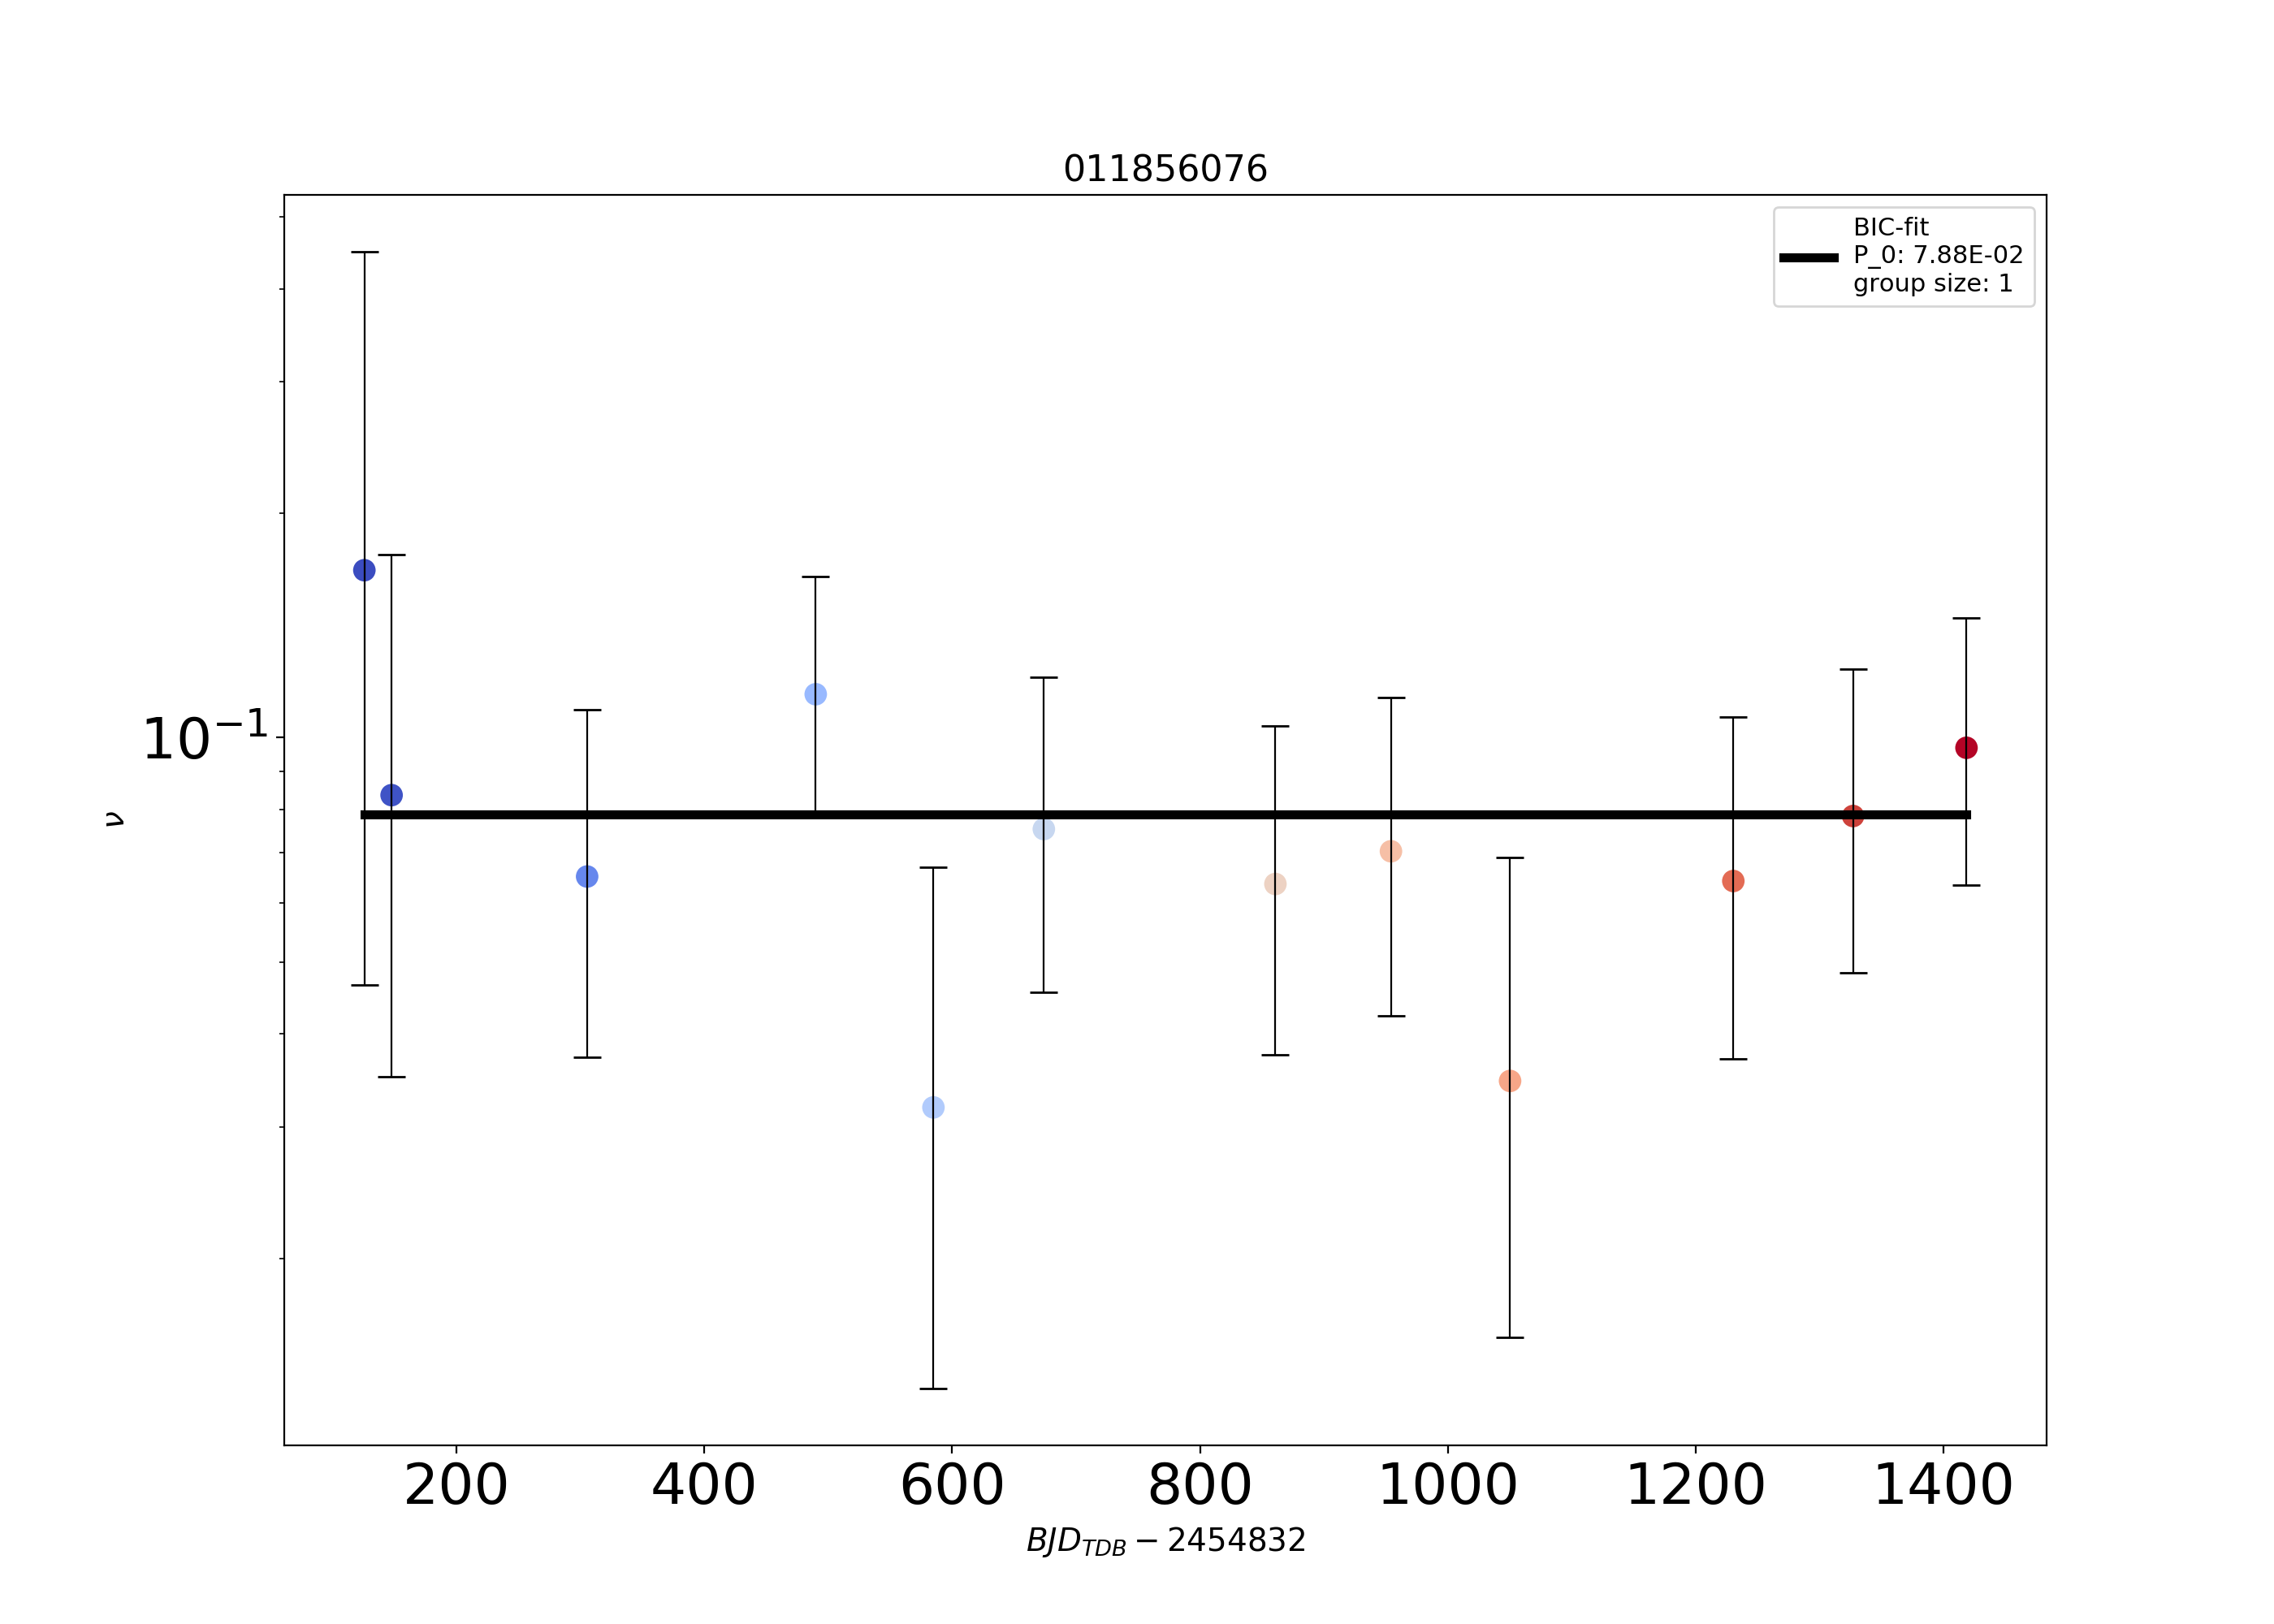 011856076
BIC-fit
P_0: 7.88E-02
group size: 1
10^{-1}
ν
200 400 600 800 1000 1200 1400
BJD_{TDB} − 2454832